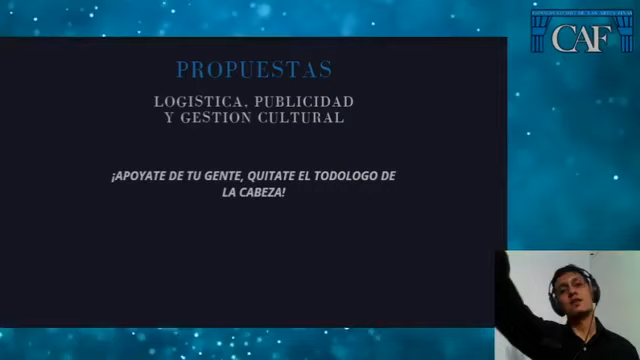 CAF
PROPUESTAS
LOGISTICA, PUBLICIDAD
Y GESTION CULTURAL
¡APOYATE DE TU GENTE, QUITATE EL TODOLOGO DE
LA CABEZA!